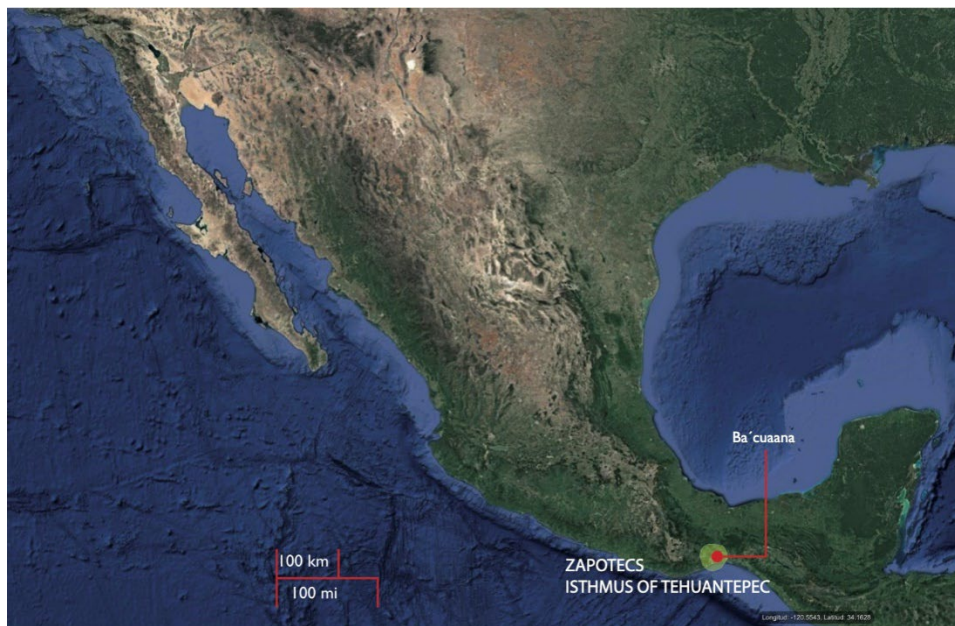 Ba´cuaana
100 km
100 mi
ZAPOTECS
ISTHMUS OF TEHUANTEPEC
Longitud: -120.5543, Latitud: 34.1628